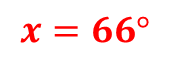 x = 66°